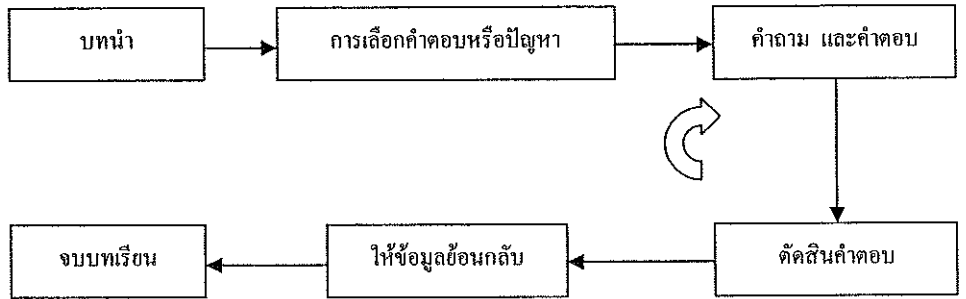 บทนำ
การเลือกคำตอบหรือปัญหา
คำถาม และคำตอบ
ตัดสินคำตอบ
ให้ข้อมูลย้อนกลับ
จบบทเรียน